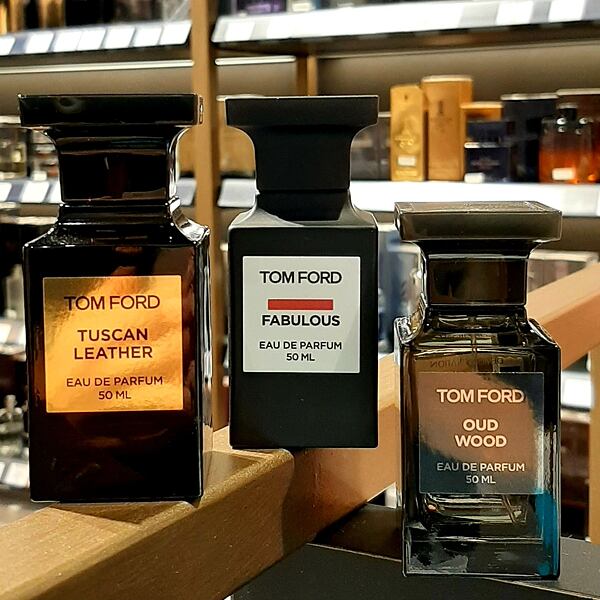 TOM FORD
TUSCAN
LEATHER
EAU DE PARFUM
50 ML
TOM FORD
FABULOUS
EAU DE PARFUM
50 ML
TOM FORD
OUD
WOOD
EAU DE PARFUM
50 ML